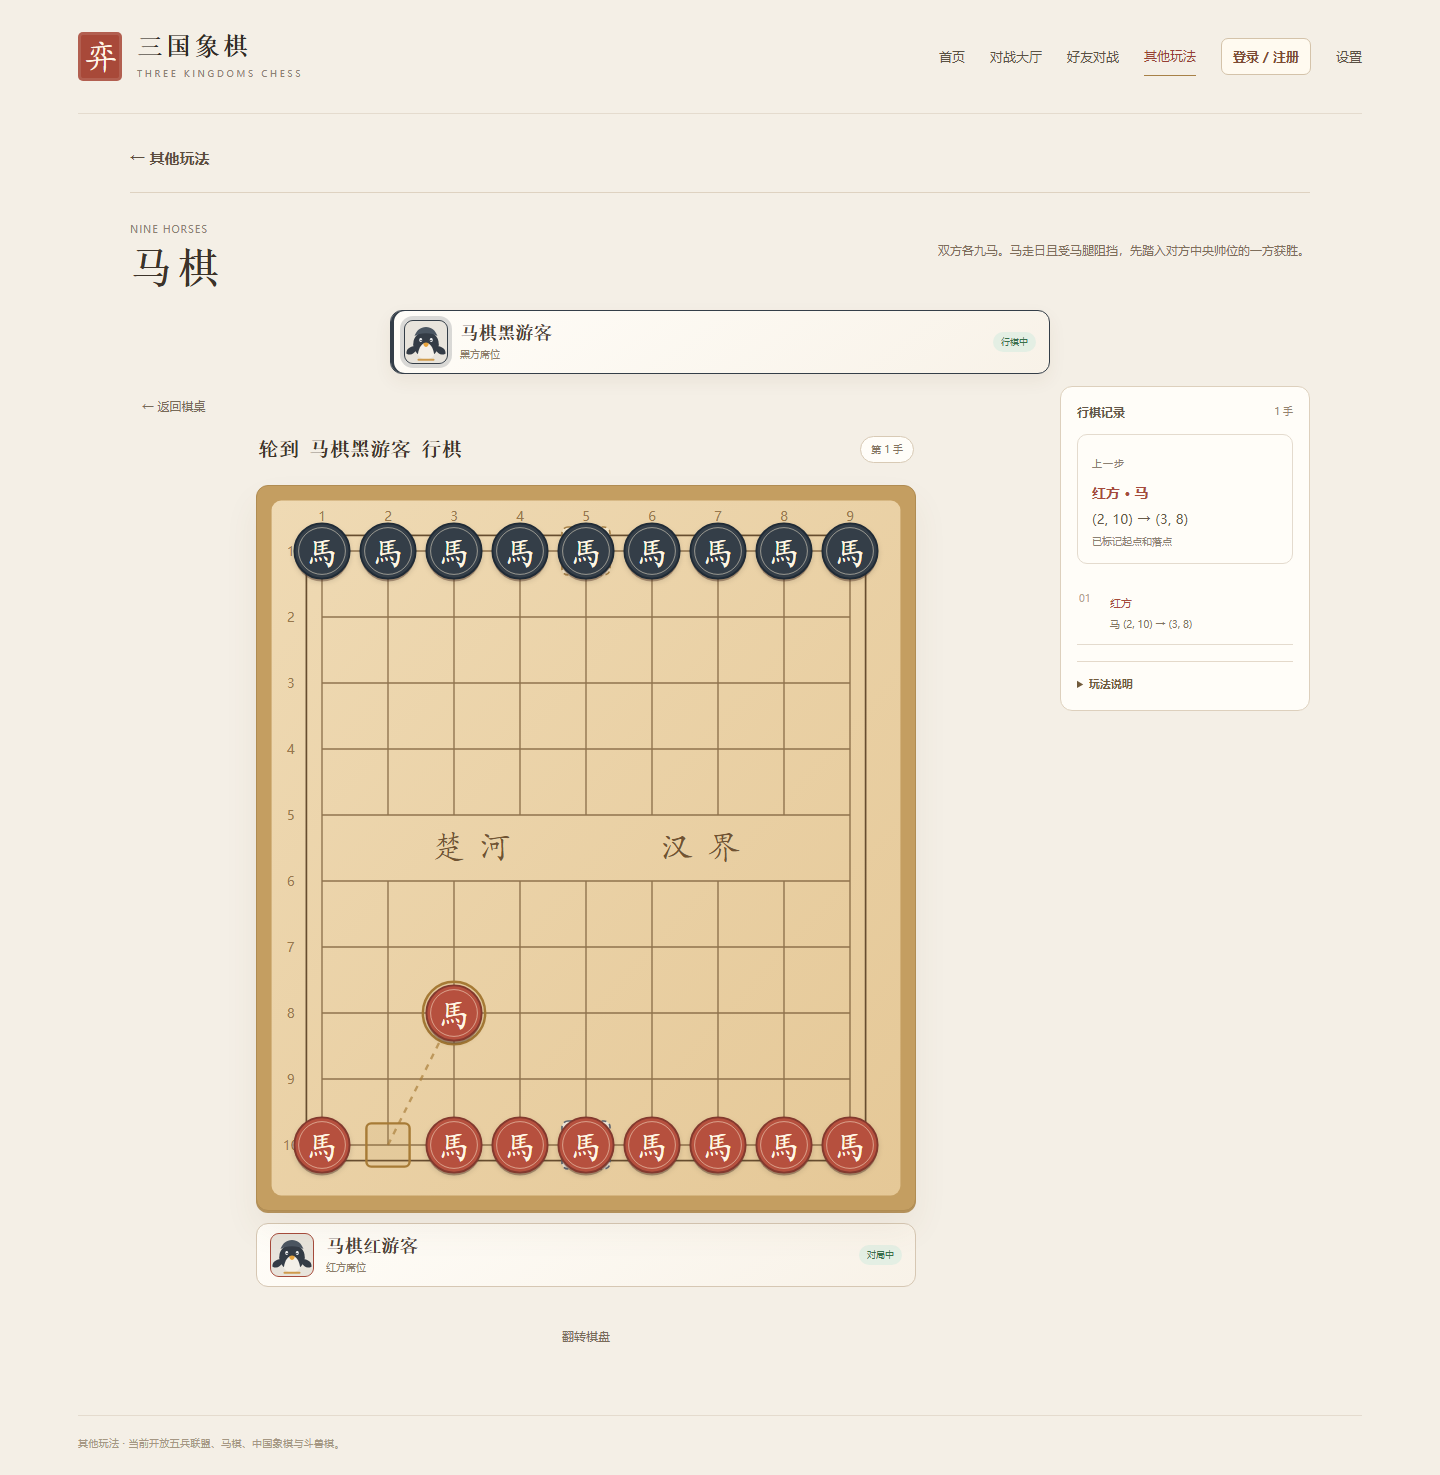 弈
三国象棋
THREE KINGDOMS CHESS
首页 对战大厅 好友对战 其他玩法 登录 / 注册 设置
← 其他玩法
NINE HORSES
马棋
双方各九马。马走日且受马腿阻挡，先踏入对方中央帅位的一方获胜。
马棋黑游客
黑方席位
行棋中
← 返回棋桌
轮到 马棋黑游客 行棋
第 1 手
1 2 3 4 5 6 7 8 9
1 馬 馬 馬 馬 馬 馬 馬 馬 馬
2
3
4
5
楚河 汉界
6
7
8 馬
9
10 馬 馬 馬 馬 馬 馬 馬 馬
马棋红游客
红方席位
对局中
翻转棋盘
行棋记录 1 手
上一步
红方 • 马
(2, 10) → (3, 8)
已标记起点和落点
01 红方
马 (2, 10) → (3, 8)
▶ 玩法说明
其他玩法 · 当前开放五兵联盟、马棋、中国象棋与斗兽棋。